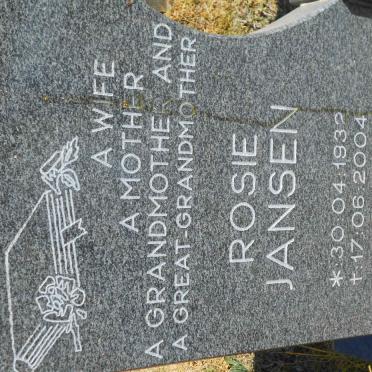 A WIFE
A MOTHER
A GRANDMOTHER AND
A GREAT-GRANDMOTHER
ROSIE
JANSEN
* 30·04·1932
† 17·06·2004